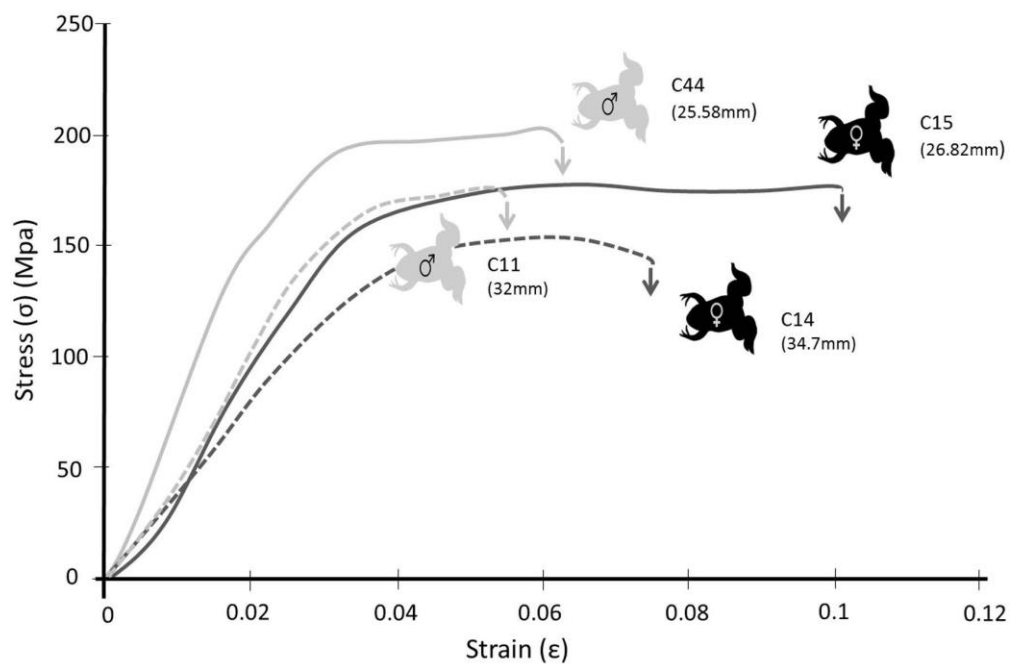 250
200
150
100
50
0
Stress (σ) (Mpa)
C44
(25.58mm)
♂
C15
(26.82mm)
♀
C11
(32mm)
♂
C14
(34.7mm)
♀
0
0.02
0.04
0.06
0.08
0.1
0.12
Strain (ε)